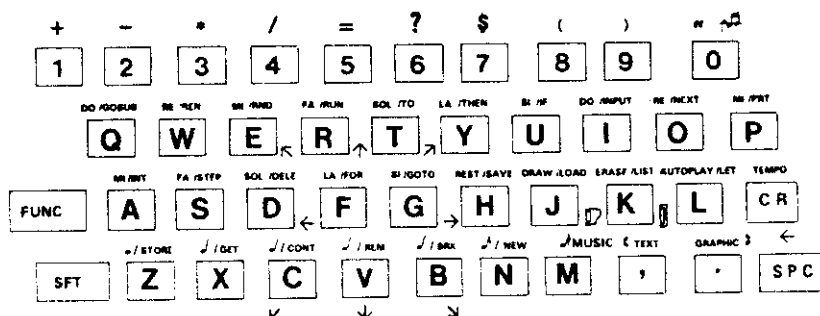 + - * / = ? $ ( ) "
1 2 3 4 5 6 7 8 9 0
DO /GOSUB RE /REN MI /RND FA /RUN SOL /TO LA /THEN SI /IF DO /INPUT RE /NEXT MI /PRT
Q W E R T Y U I O P
FA /STEP SOL /DELE LA /FOR SI /GOTO REST /SAVE DRAW /LOAD ERASE /LIST AUTOPLAY /LET TEMPO
FUNC A S D F G H J K L CR
/ STORE / GET / CONT / REM / BRK / NEW MUSIC ( TEXT GRAPHIC )
SFT Z X C V B N M , . SPC